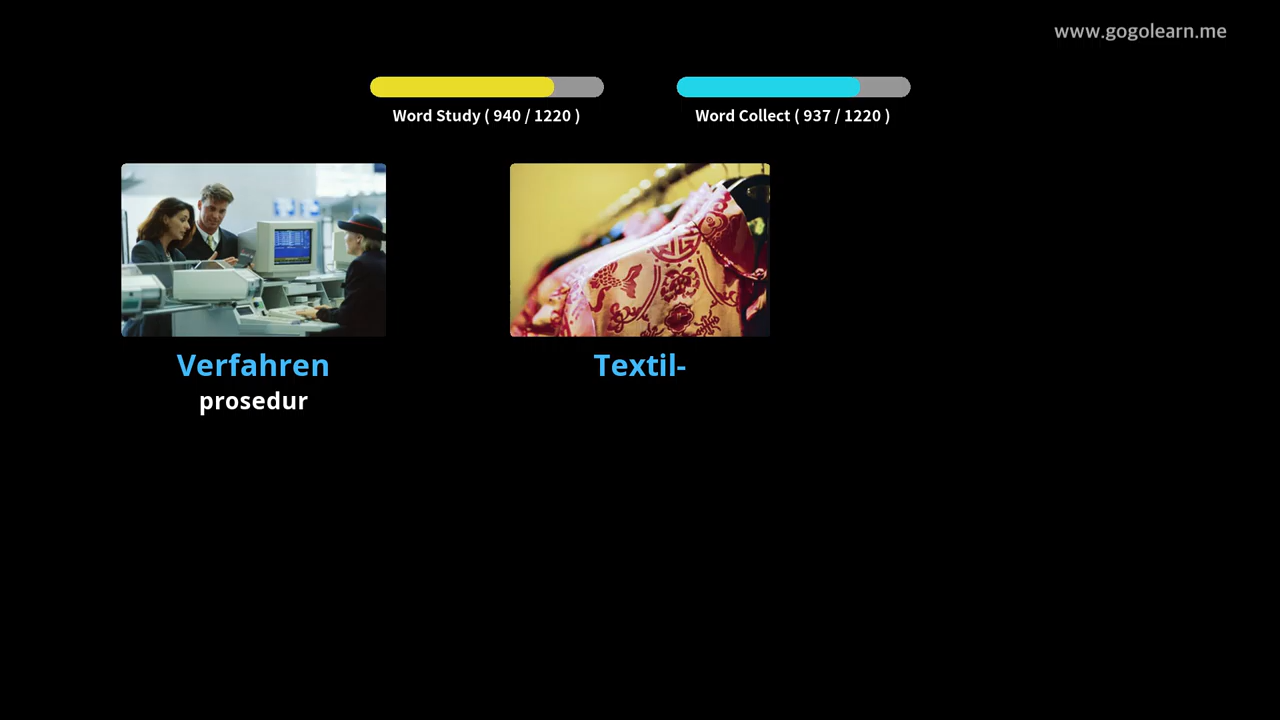 www.gogolearn.me
Word Study ( 940 / 1220 )
Word Collect ( 937 / 1220 )
Verfahren
prosedur
Textil-